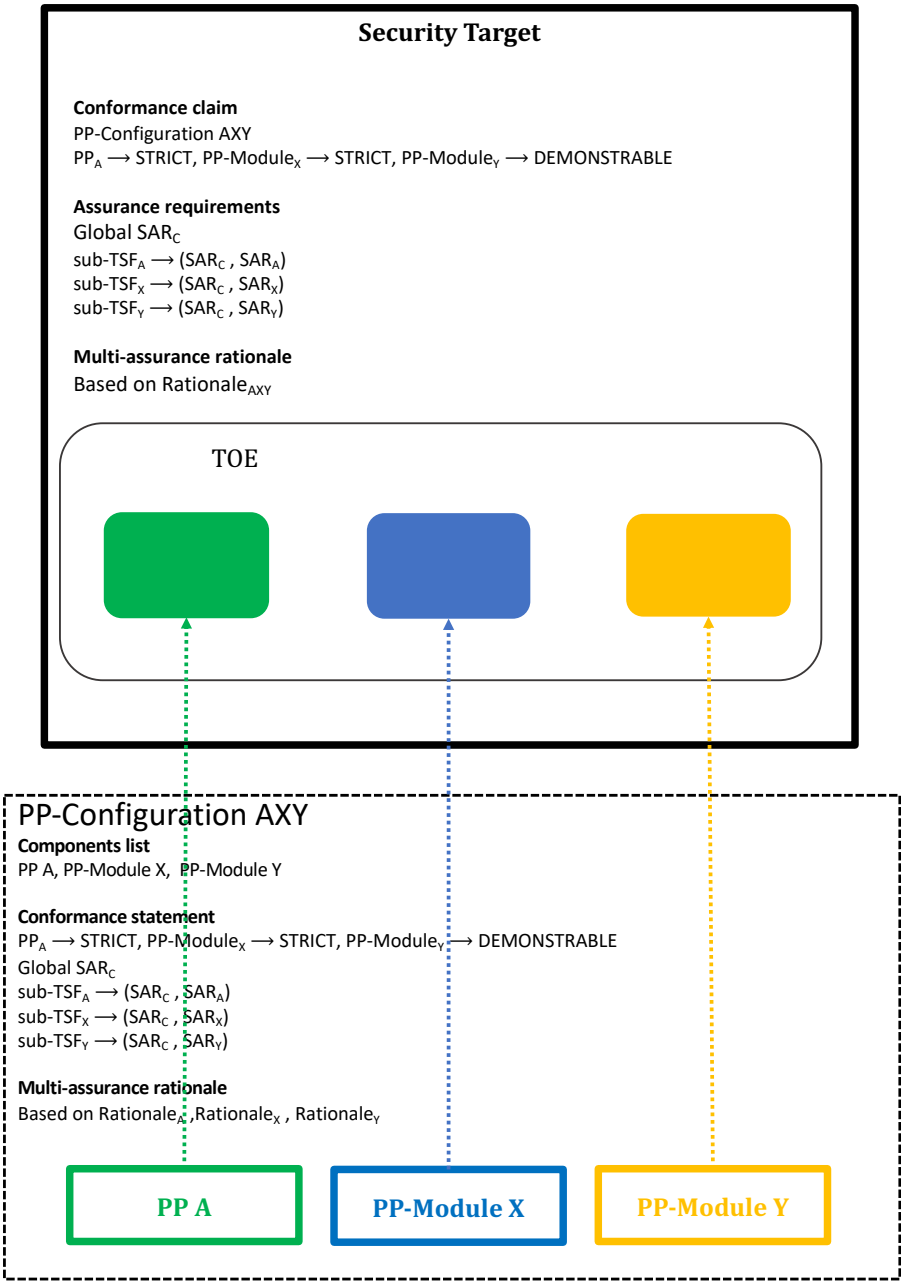 Security Target
Conformance claim
PP-Configuration AXY
PPA → STRICT, PP-ModuleX → STRICT, PP-ModuleY → DEMONSTRABLE
Assurance requirements
Global SARC
sub-TSFA → (SARC , SARA)
sub-TSFX → (SARC , SARX)
sub-TSFY → (SARC , SARY)
Multi-assurance rationale
Based on RationaleAXY
TOE
PP-Configuration AXY
Components list
PP A, PP-Module X, PP-Module Y
Conformance statement
PPA → STRICT, PP-ModuleX → STRICT, PP-ModuleY → DEMONSTRABLE
Global SARC
sub-TSFA → (SARC , SARA)
sub-TSFX → (SARC , SARX)
sub-TSFY → (SARC , SARY)
Multi-assurance rationale
Based on RationaleA ,RationaleX , RationaleY
PP A
PP-Module X
PP-Module Y